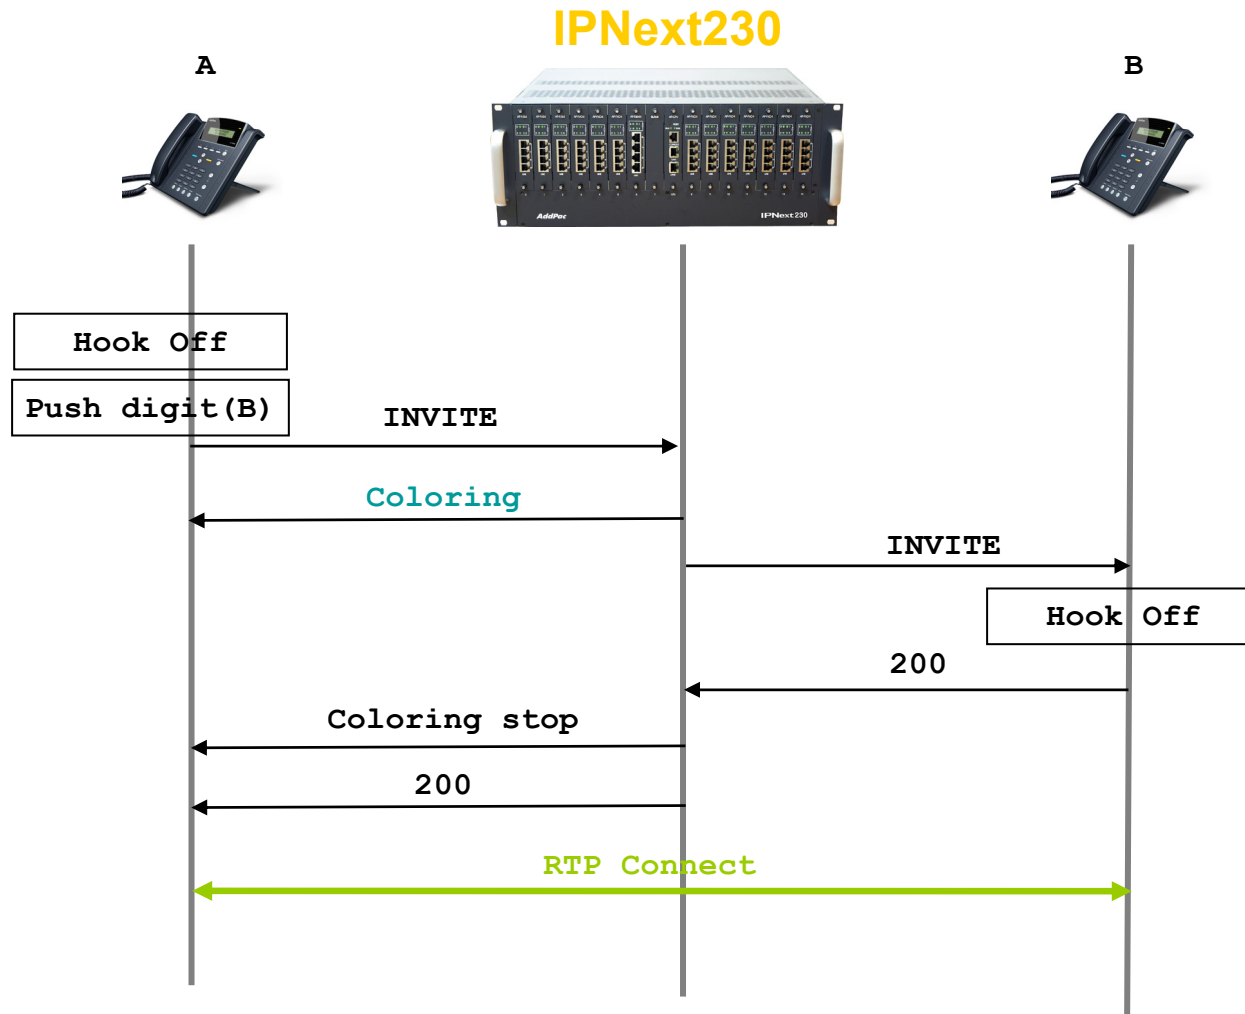 IPNext230
A
B
AddPac
IPNext230
Hook Off
Push digit(B)
INVITE
Coloring
INVITE
Hook Off
200
Coloring stop
200
RTP Connect